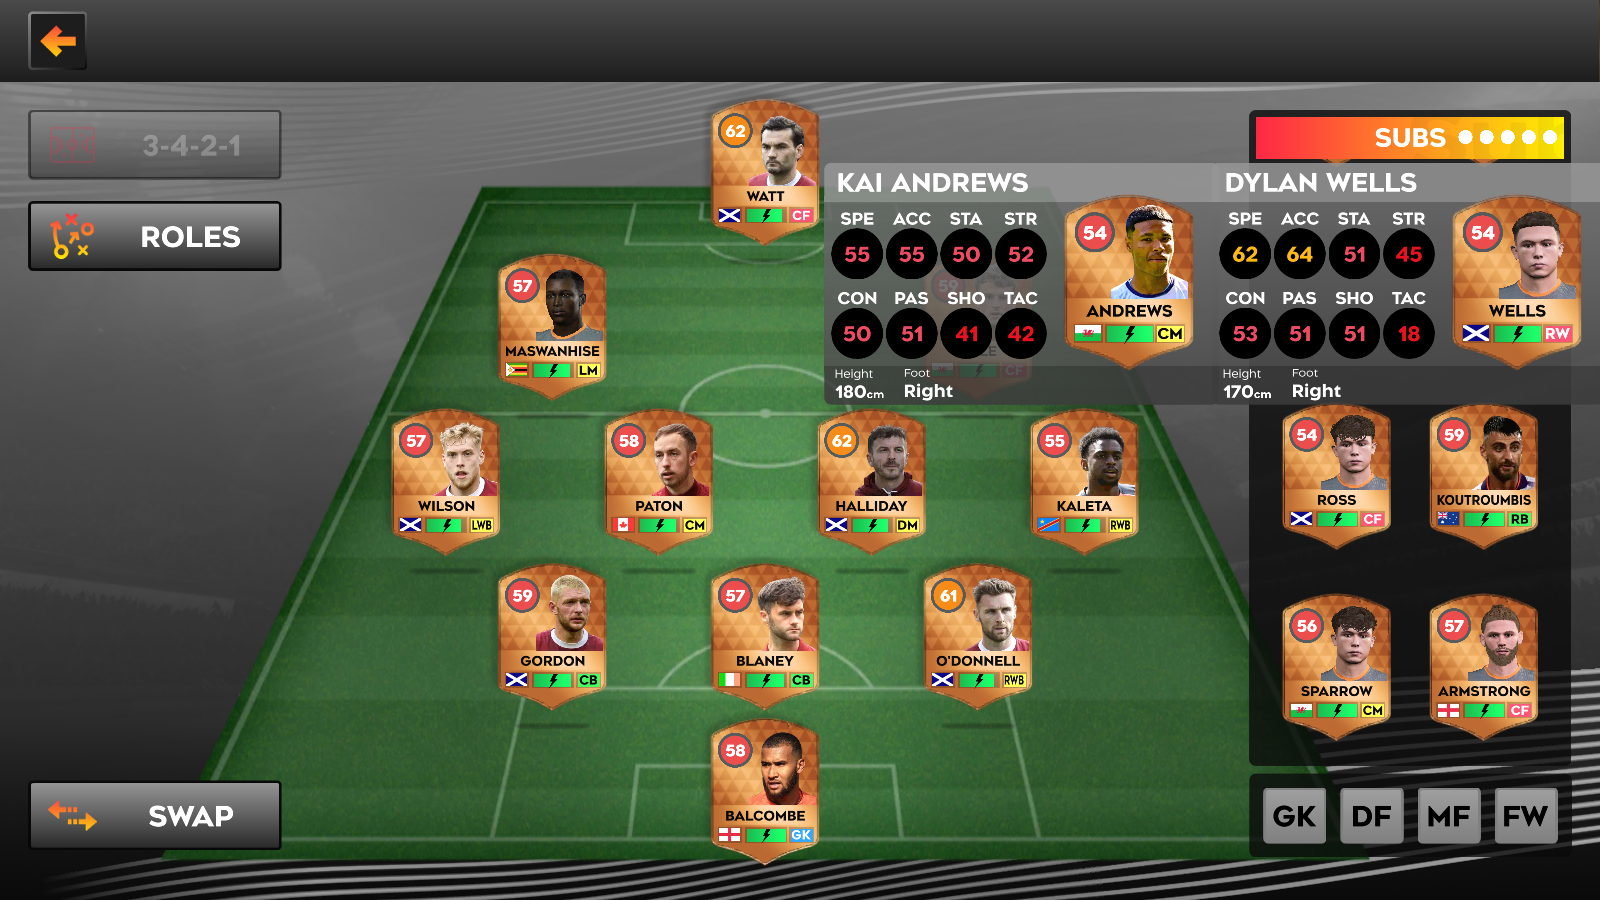 3-4-2-1
ROLES
SWAP
62
WATT
CF
57
MASWANHISE
LM
57
WILSON
LWB
58
PATON
CM
62
HALLIDAY
DM
55
KALETA
RWB
59
GORDON
CB
57
BLANEY
CB
61
O'DONNELL
RWB
58
BALCOMBE
GK
KAI ANDREWS
SPE ACC STA STR
55 55 50 52
CON PAS SHO TAC
50 51 41 42
Height Foot
180cm Right
54
ANDREWS
CM
59
CF
DYLAN WELLS
SPE ACC STA STR
62 64 51 45
CON PAS SHO TAC
53 51 51 18
Height Foot
170cm Right
54
WELLS
RW
SUBS
54
ROSS
CF
59
KOUTROUMBIS
RB
56
SPARROW
CM
57
ARMSTRONG
CF
GK DF MF FW